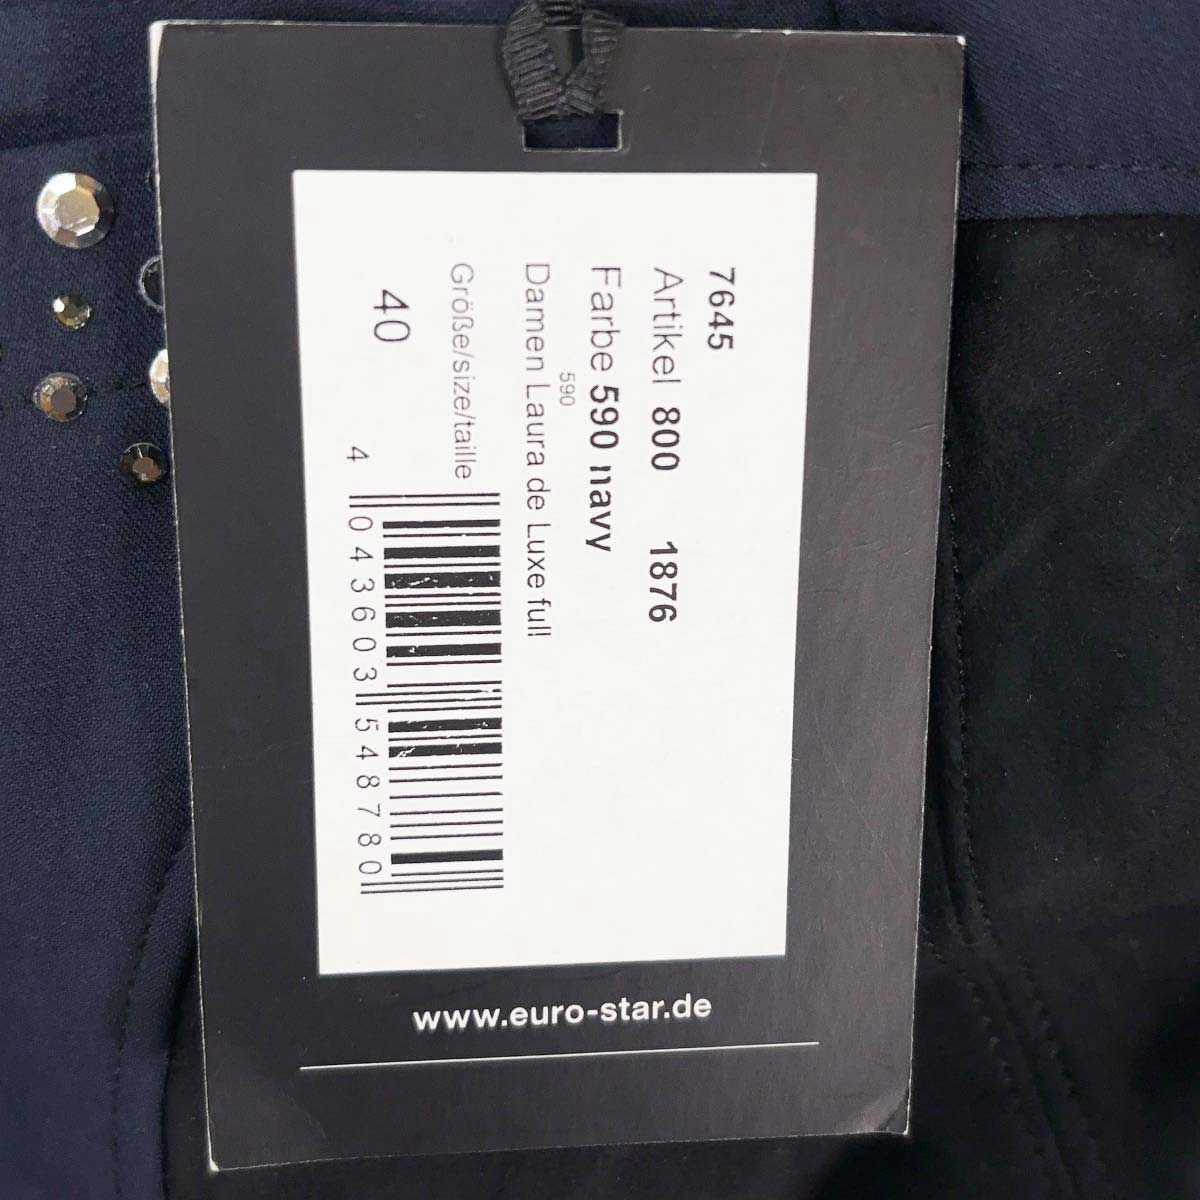 7645
Artikel 800 1876
Farbe 590 navy
590
Damen Laura de Luxe full
Größe/size/taille
40
4 043603 548780
www.euro-star.de